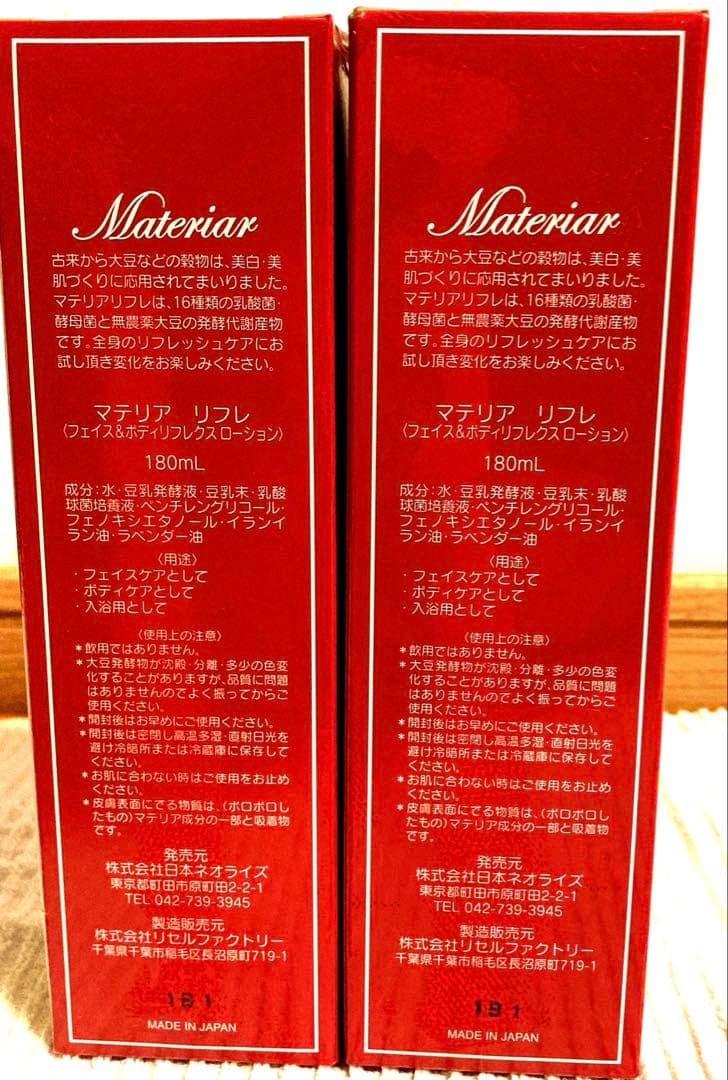 Materiar
古来から大豆などの穀物は、美白・美
肌づくりに応用されてまいりました。
マテリアリフレは、16種類の乳酸菌・
酵母菌と無農薬大豆の発酵代謝産物
です。全身のリフレッシュケアにお
試し頂き変化をお楽しみください。
マテリア リフレ
〈フェイス&ボディリフレクス ローション〉
180mL
成分:水・豆乳発酵液・豆乳末・乳酸
球菌培養液・ペンチレングリコール・
フェノキシエタノール・イランイ
ラン油・ラベンダー油
〈用途〉
・フェイスケアとして
・ボディケアとして
・入浴用として
〈使用上の注意〉
*飲用ではありません。
*大豆発酵物が沈殿・分離・多少の色変
化することがありますが、品質に問題
はありませんのでよく振ってからご
使用ください。
*開封後はお早めにご使用ください。
*開封後は密閉し高温多湿・直射日光を
避け冷暗所または冷蔵庫に保存して
ください。
*お肌に合わない時はご使用をお止め
ください。
*皮膚表面にでる物質は、(ボロボロし
たもの)マテリア成分の一部と吸着物
です。
発売元
株式会社日本ネオライズ
東京都町田市原町田2-2-1
TEL 042-739-3945
製造販売元
株式会社リセルファクトリー
千葉県千葉市稲毛区長沼原町719-1
1B1
MADE IN JAPAN
Materiar
古来から大豆などの穀物は、美白・美
肌づくりに応用されてまいりました。
マテリアリフレは、16種類の乳酸菌・
酵母菌と無農薬大豆の発酵代謝産物
です。全身のリフレッシュケアにお
試し頂き変化をお楽しみください。
マテリア リフレ
〈フェイス&ボディリフレクス ローション〉
180mL
成分:水・豆乳発酵液・豆乳末・乳酸
球菌培養液・ペンチレングリコール・
フェノキシエタノール・イランイ
ラン油・ラベンダー油
〈用途〉
・フェイスケアとして
・ボディケアとして
・入浴用として
〈使用上の注意〉
*飲用ではありません。
*大豆発酵物が沈殿・分離・多少の色変
化することがありますが、品質に問題
はありませんのでよく振ってからご
使用ください。
*開封後はお早めにご使用ください。
*開封後は密閉し高温多湿・直射日光を
避け冷暗所または冷蔵庫に保存して
ください。
*お肌に合わない時はご使用をお止め
ください。
*皮膚表面にでる物質は、(ボロボロし
たもの)マテリア成分の一部と吸着物
です。
発売元
株式会社日本ネオライズ
東京都町田市原町田2-2-1
TEL 042-739-3945
製造販売元
株式会社リセルファクトリー
千葉県千葉市稲毛区長沼原町719-1
1B1
MADE IN JAPAN